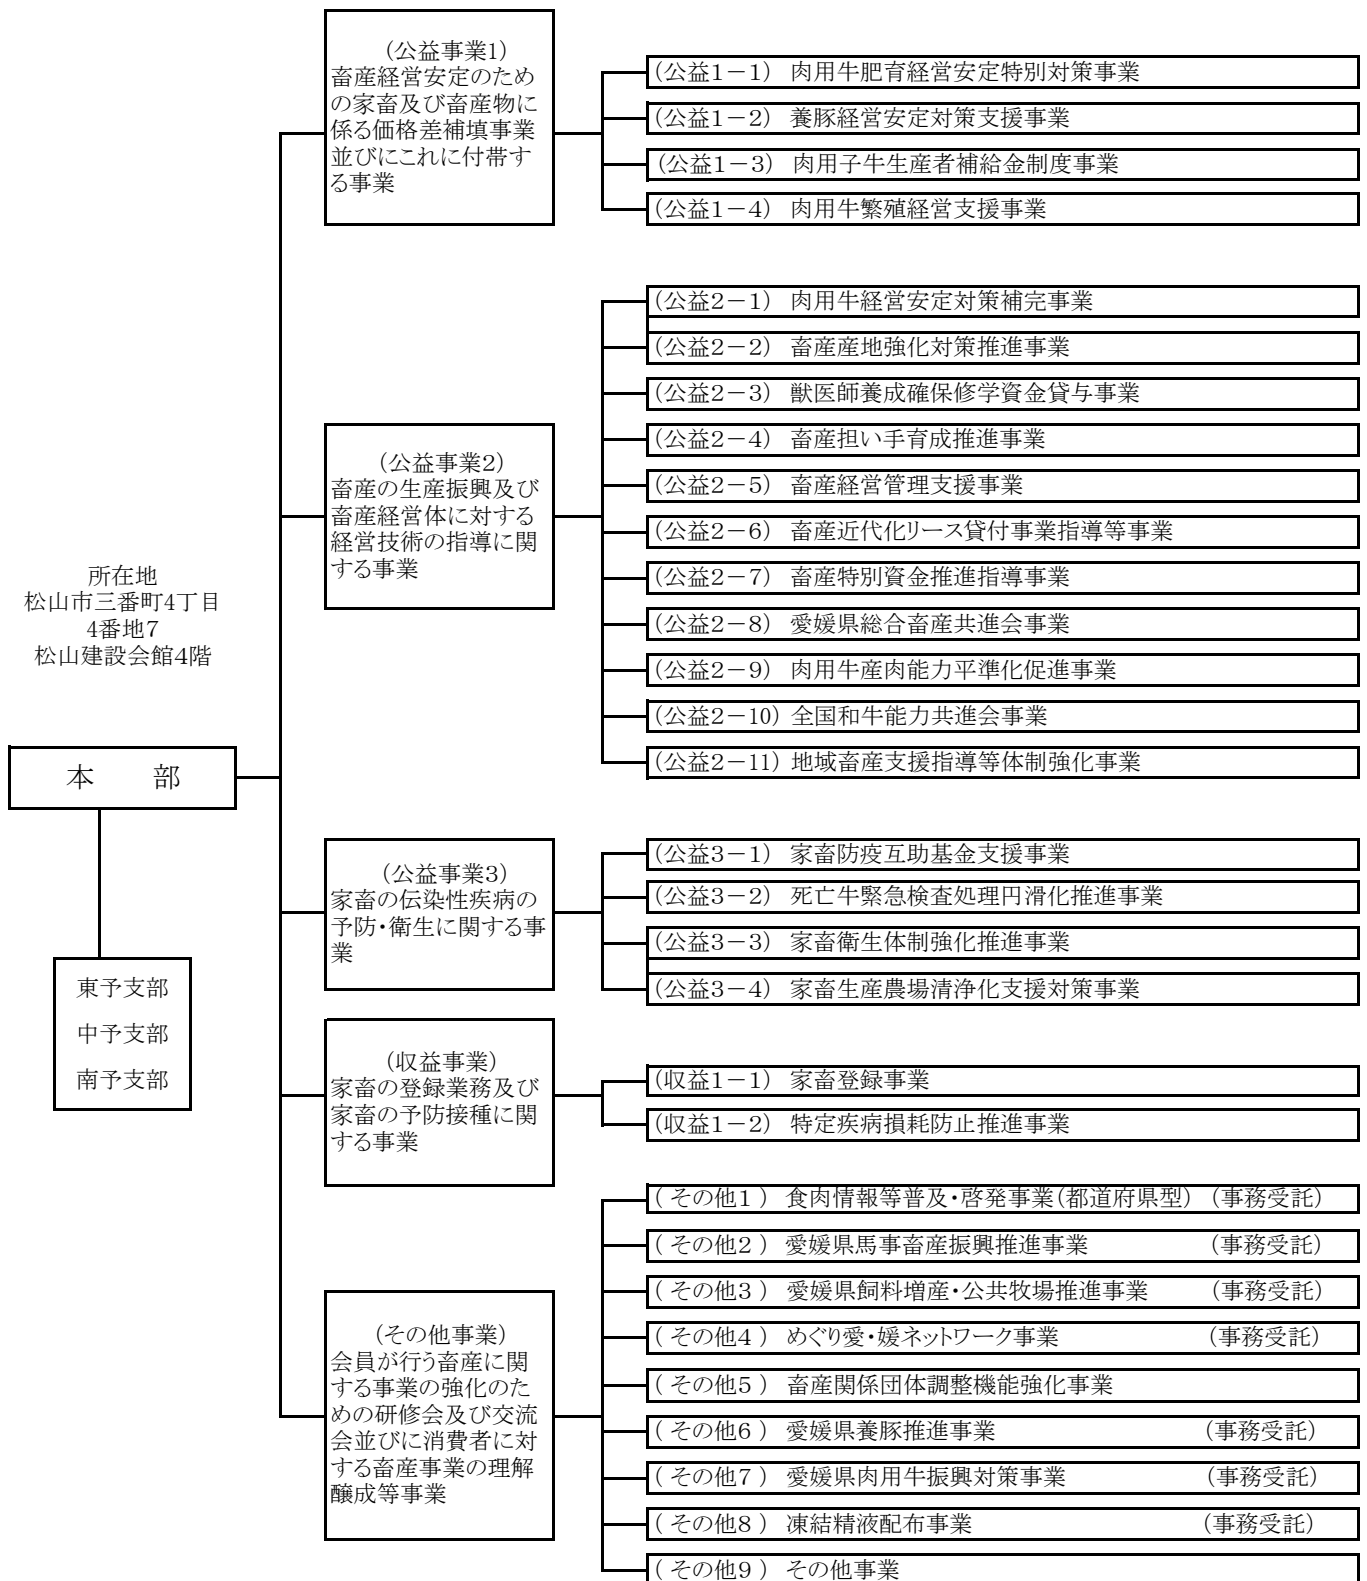 (公益事業1)
畜産経営安定のため
の家畜及び畜産物に
係る価格差補填事業
並びにこれに付帯す
る事業
(公益1-1) 肉用牛肥育経営安定特別対策事業
(公益1-2) 養豚経営安定対策支援事業
(公益1-3) 肉用子牛生産者補給金制度事業
(公益1-4) 肉用牛繁殖経営支援事業
(公益事業2)
畜産の生産振興及び
畜産経営体に対する
経営技術の指導に関
する事業
(公益2-1) 肉用牛経営安定対策補完事業
(公益2-2) 畜産産地強化対策推進事業
(公益2-3) 獣医師養成確保修学資金貸与事業
(公益2-4) 畜産担い手育成推進事業
(公益2-5) 畜産経営管理支援事業
(公益2-6) 畜産近代化リース貸付事業指導等事業
(公益2-7) 畜産特別資金推進指導事業
(公益2-8) 愛媛県総合畜産共進会事業
(公益2-9) 肉用牛産肉能力平準化促進事業
(公益2-10) 全国和牛能力共進会事業
(公益2-11) 地域畜産支援指導等体制強化事業
所在地
松山市三番町4丁目
4番地7
松山建設会館4階
本 部
東予支部
中予支部
南予支部
(公益事業3)
家畜の伝染性疾病の
予防・衛生に関する事
業
(公益3-1) 家畜防疫互助基金支援事業
(公益3-2) 死亡牛緊急検査処理円滑化推進事業
(公益3-3) 家畜衛生体制強化推進事業
(公益3-4) 家畜生産農場清浄化支援対策事業
(収益事業)
家畜の登録業務及び
家畜の予防接種に関
する事業
(収益1-1) 家畜登録事業
(収益1-2) 特定疾病損耗防止推進事業
(その他事業)
会員が行う畜産に関
する事業の強化のた
めの研修会及び交流
会並びに消費者に対
する畜産事業の理解
醸成等事業
( その他1 ) 食肉情報等普及・啓発事業(都道府県型) (事務受託)
( その他2 ) 愛媛県馬事畜産振興推進事業 (事務受託)
( その他3 ) 愛媛県飼料増産・公共牧場推進事業 (事務受託)
( その他4 ) めぐり愛・媛ネットワーク事業 (事務受託)
( その他5 ) 畜産関係団体調整機能強化事業
( その他6 ) 愛媛県養豚推進事業 (事務受託)
( その他7 ) 愛媛県肉用牛振興対策事業 (事務受託)
( その他8 ) 凍結精液配布事業 (事務受託)
( その他9 ) その他事業